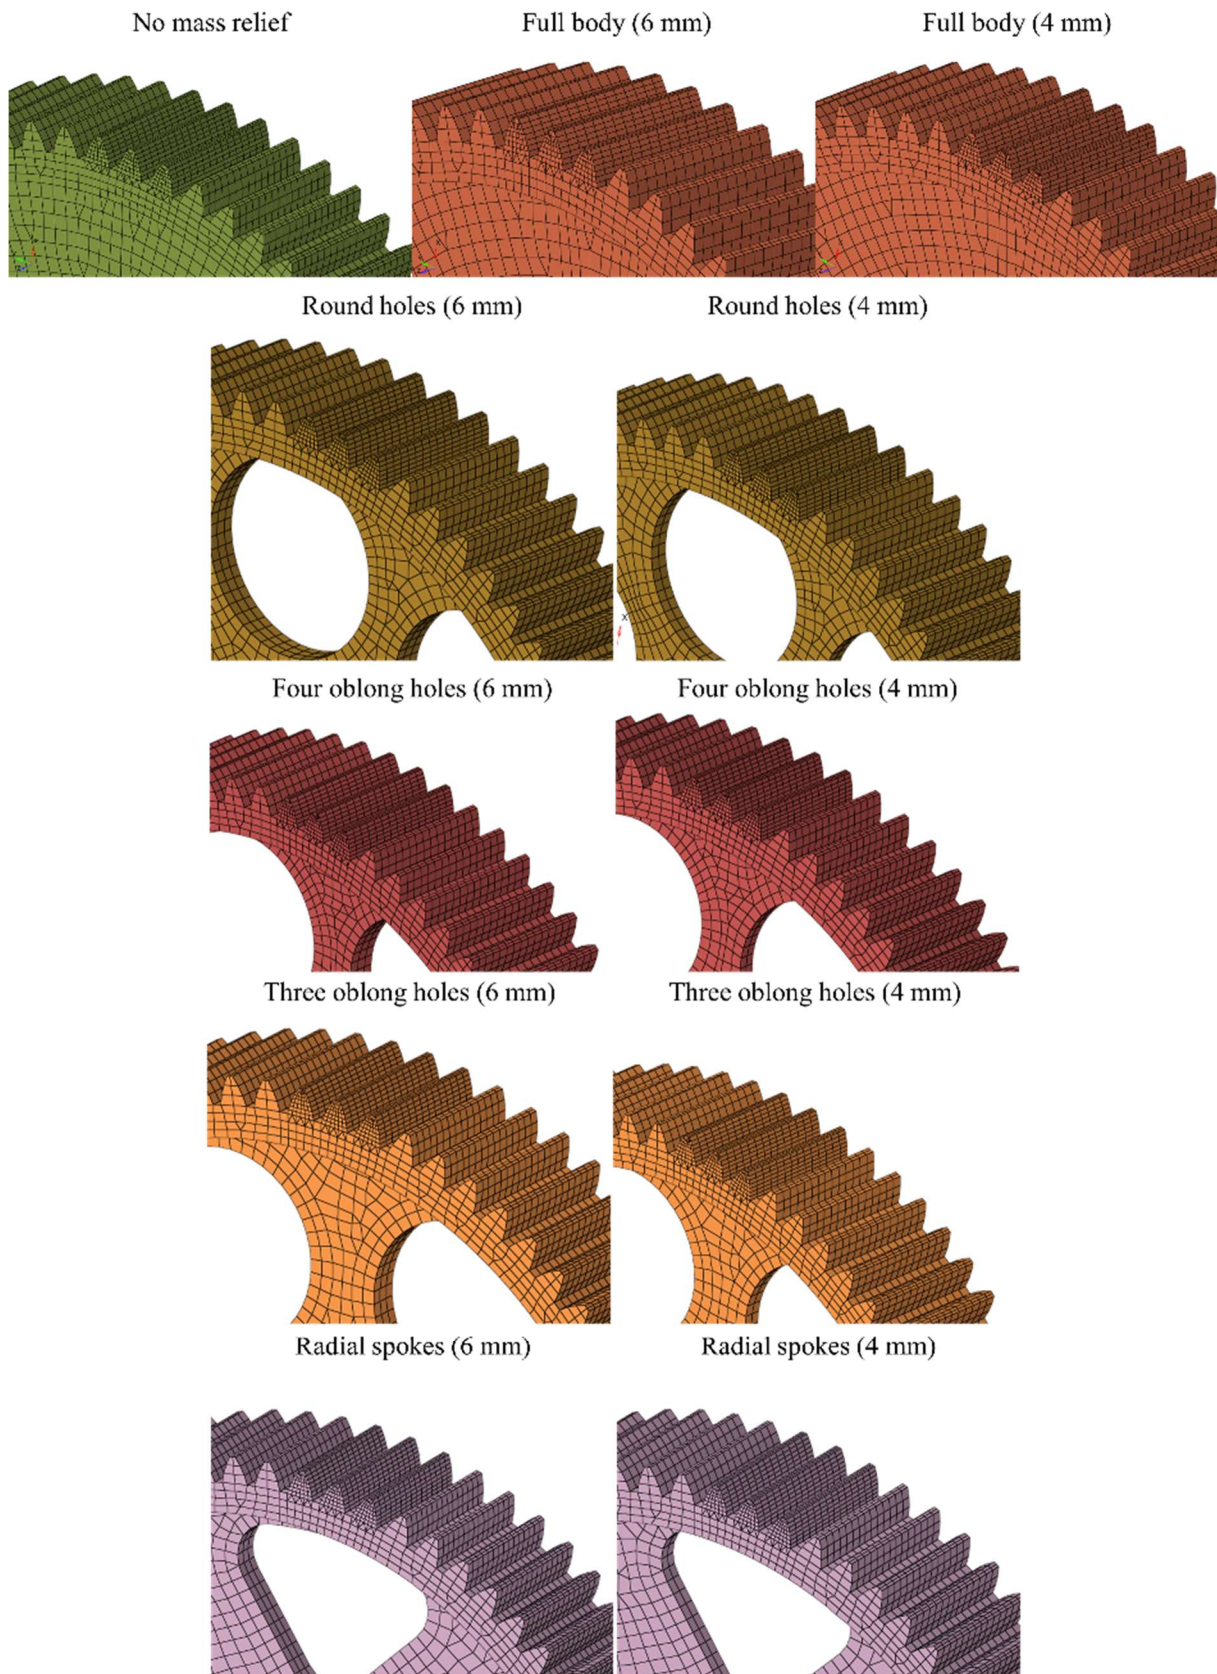 No mass relief
Full body (6 mm)
Full body (4 mm)
Round holes (6 mm)
Round holes (4 mm)
X
Four oblong holes (6 mm)
Four oblong holes (4 mm)
Three oblong holes (6 mm)
Three oblong holes (4 mm)
Radial spokes (6 mm)
Radial spokes (4 mm)